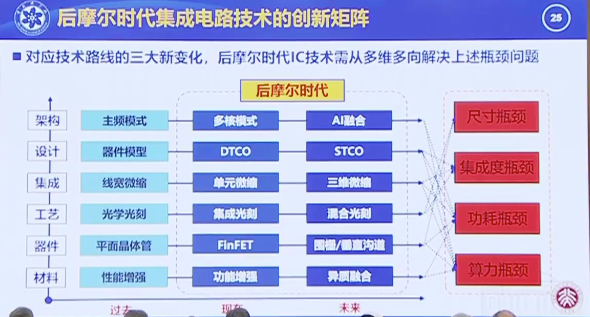 后摩尔时代集成电路技术的创新矩阵
25
对应技术路线的三大新变化，后摩尔时代IC技术需从多维多向解决上述瓶颈问题
后摩尔时代
架构 主频模式 多核模式 AI融合
设计 器件模型 DTCO STCO
集成 线宽微缩 单元微缩 三维微缩
工艺 光学光刻 集成光刻 混合光刻
器件 平面晶体管 FinFET 围栅/垂直沟道
材料 性能增强 功能增强 异质融合
尺寸瓶颈
集成度瓶颈
功耗瓶颈
算力瓶颈
过去 现在 未来